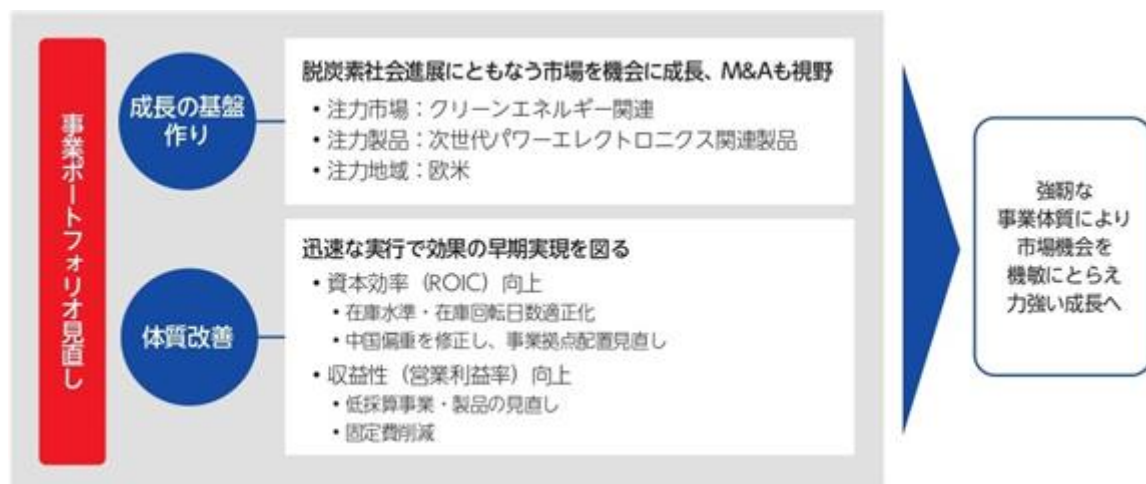 事業ポートフォリオ見直し
成長の基盤
作り
脱炭素社会進展にともなう市場を機会に成長、M&Aも視野
• 注力市場：クリーンエネルギー関連
• 注力製品：次世代パワーエレクトロニクス関連製品
• 注力地域：欧米
体質改善
迅速な実行で効果の早期実現を図る
• 資本効率（ROIC）向上
• 在庫水準・在庫回転日数適正化
• 中国偏重を修正し、事業拠点配置見直し
• 収益性（営業利益率）向上
• 低採算事業・製品の見直し
• 固定費削減
強靭な
事業体質により
市場機会を
機敏にとらえ
力強い成長へ